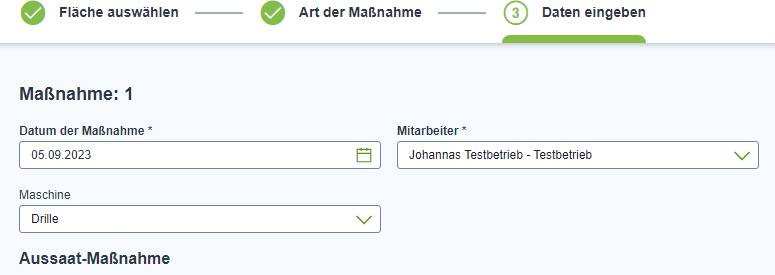 Fläche auswählen
Art der Maßnahme
3
Daten eingeben
Maßnahme: 1
Datum der Maßnahme *
Mitarbeiter *
05.09.2023
Johannas Testbetrieb - Testbetrieb
Maschine
Drille
Aussaat-Maßnahme